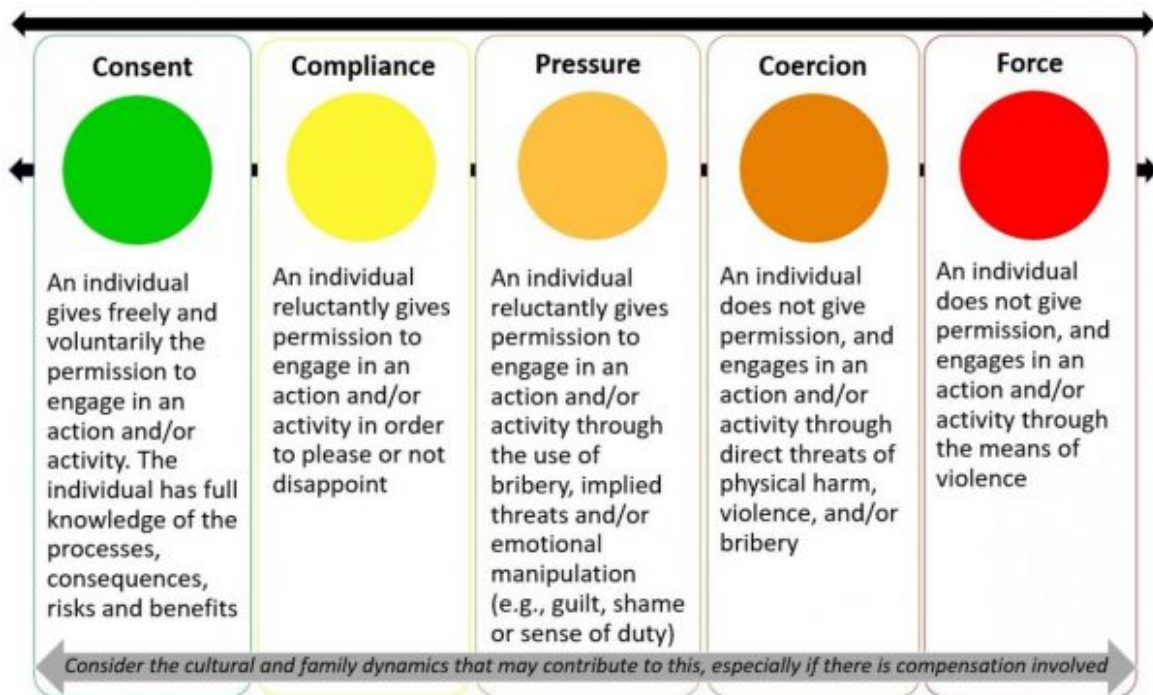 Consent
An individual
gives freely and
voluntarily the
permission to
engage in an
action and/or
activity. The
individual has full
knowledge of the
processes,
consequences,
risks and benefits
Compliance
An individual
reluctantly gives
permission to
engage in an
action and/or
activity in order
to please or not
disappoint
Pressure
An individual
reluctantly gives
permission to
engage in an
action and/or
activity through
the use of
bribery, implied
threats and/or
emotional
manipulation
(e.g., guilt, shame
or sense of duty)
Coercion
An individual
does not give
permission, and
engages in an
action and/or
activity through
direct threats of
physical harm,
violence, and/or
bribery
Force
An individual
does not give
permission, and
engages in an
action and/or
activity through
the means of
violence
Consider the cultural and family dynamics that may contribute to this, especially if there is compensation involved